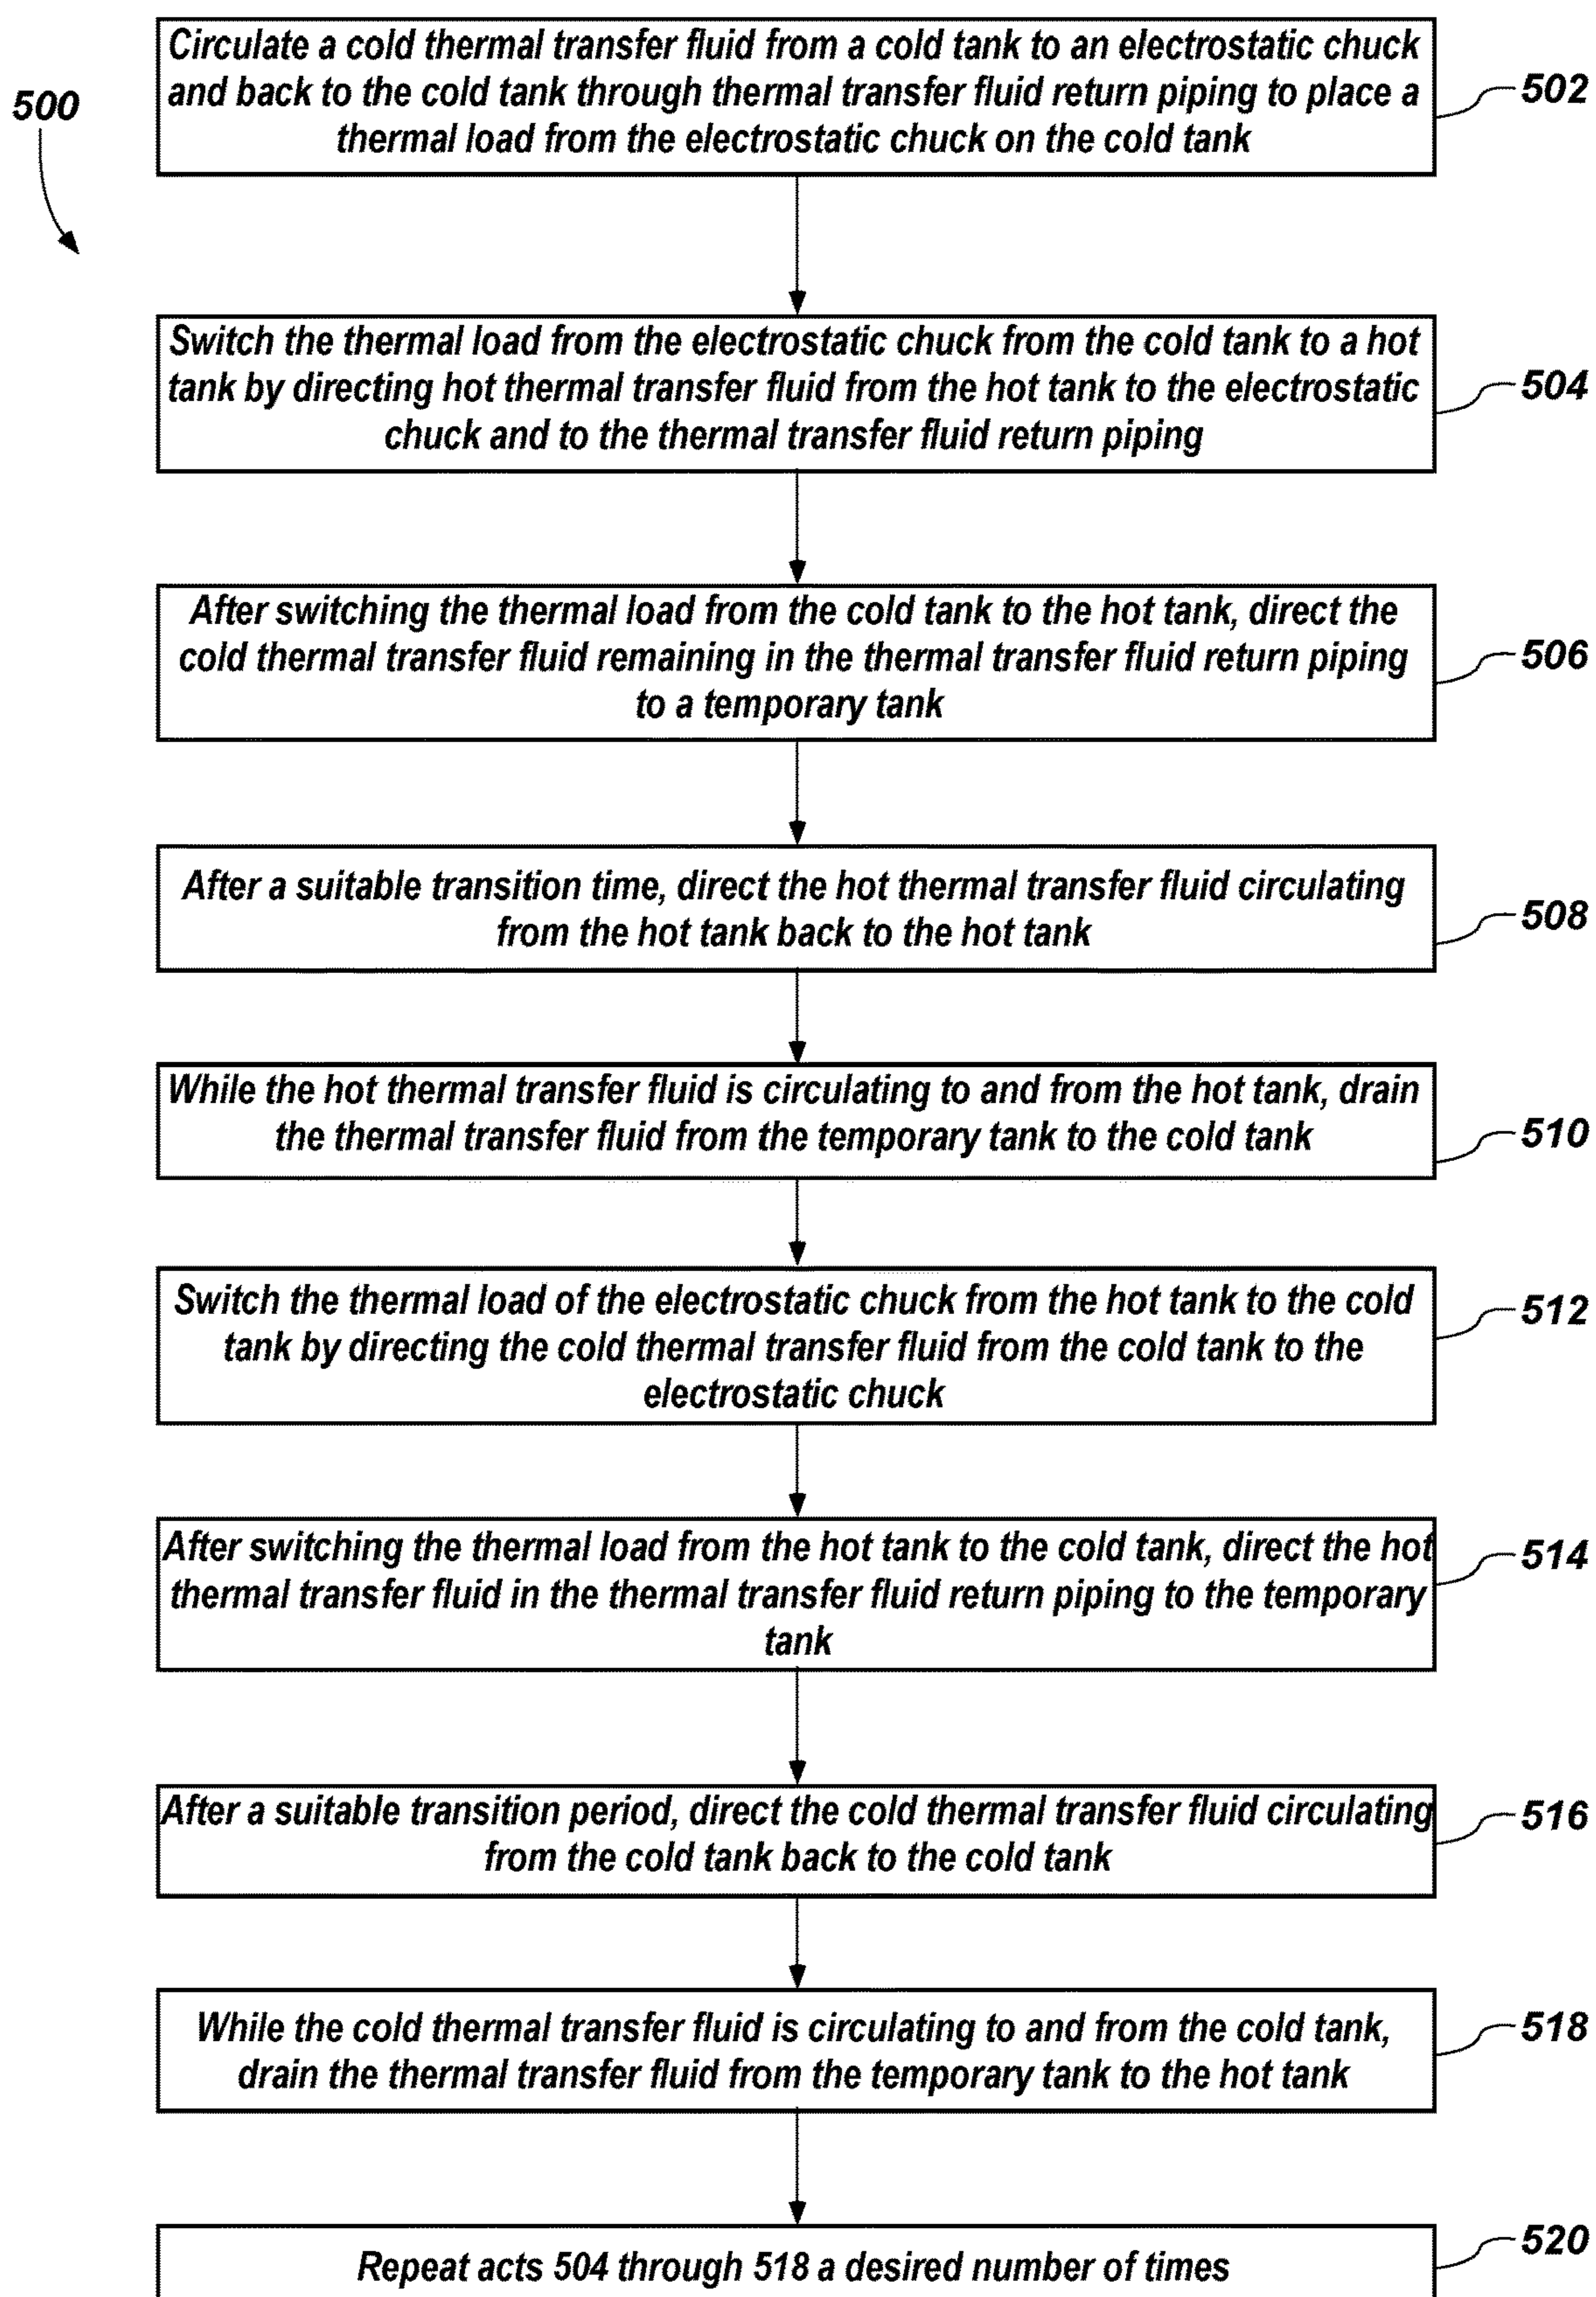 500
Circulate a cold thermal transfer fluid from a cold tank to an electrostatic chuck
and back to the cold tank through thermal transfer fluid return piping to place a
thermal load from the electrostatic chuck on the cold tank
502
Switch the thermal load from the electrostatic chuck from the cold tank to a hot
tank by directing hot thermal transfer fluid from the hot tank to the electrostatic
chuck and to the thermal transfer fluid return piping
504
After switching the thermal load from the cold tank to the hot tank, direct the
cold thermal transfer fluid remaining in the thermal transfer fluid return piping
to a temporary tank
506
After a suitable transition time, direct the hot thermal transfer fluid circulating
from the hot tank back to the hot tank
508
While the hot thermal transfer fluid is circulating to and from the hot tank, drain
the thermal transfer fluid from the temporary tank to the cold tank
510
Switch the thermal load of the electrostatic chuck from the hot tank to the cold
tank by directing the cold thermal transfer fluid from the cold tank to the
electrostatic chuck
512
After switching the thermal load from the hot tank to the cold tank, direct the hot
thermal transfer fluid in the thermal transfer fluid return piping to the temporary
tank
514
After a suitable transition period, direct the cold thermal transfer fluid circulating
from the cold tank back to the cold tank
516
While the cold thermal transfer fluid is circulating to and from the cold tank,
drain the thermal transfer fluid from the temporary tank to the hot tank
518
Repeat acts 504 through 518 a desired number of times
520